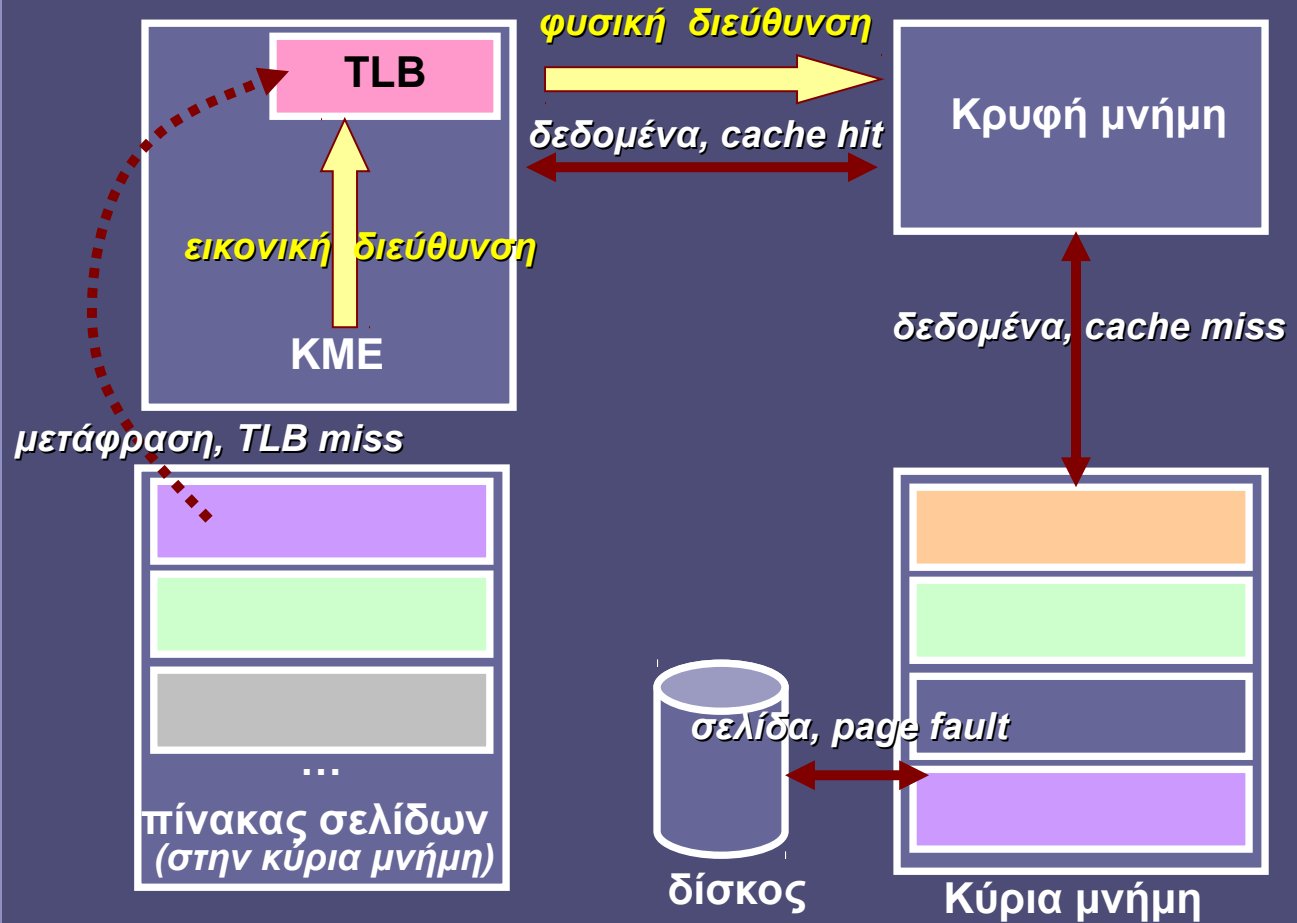 φυσική διεύθυνση
TLB
Κρυφή μνήμη
δεδομένα, cache hit
εικονική διεύθυνση
δεδομένα, cache miss
ΚΜΕ
μετάφραση, TLB miss
σελίδα, page fault
...
πίνακας σελίδων
(στην κύρια μνήμη)
δίσκος
Κύρια μνήμη